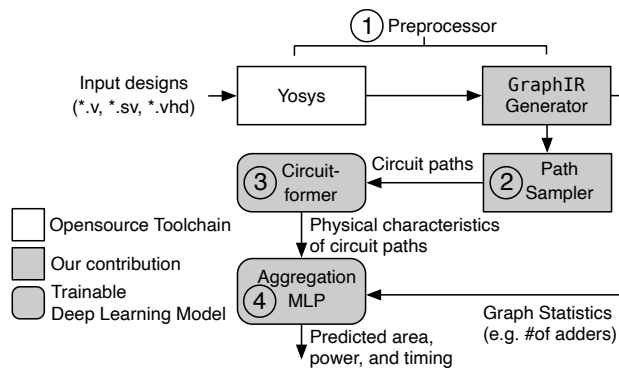 1 Preprocessor
Input designs
(*.v, *.sv, *.vhd)
Yosys
GraphIR
Generator
Circuit paths
3 Circuit-
former
2 Path
Sampler
Physical characteristics
of circuit paths
Opensource Toolchain
Our contribution
Trainable
Deep Learning Model
Aggregation
4 MLP
Graph Statistics
(e.g. #of adders)
Predicted area,
power, and timing